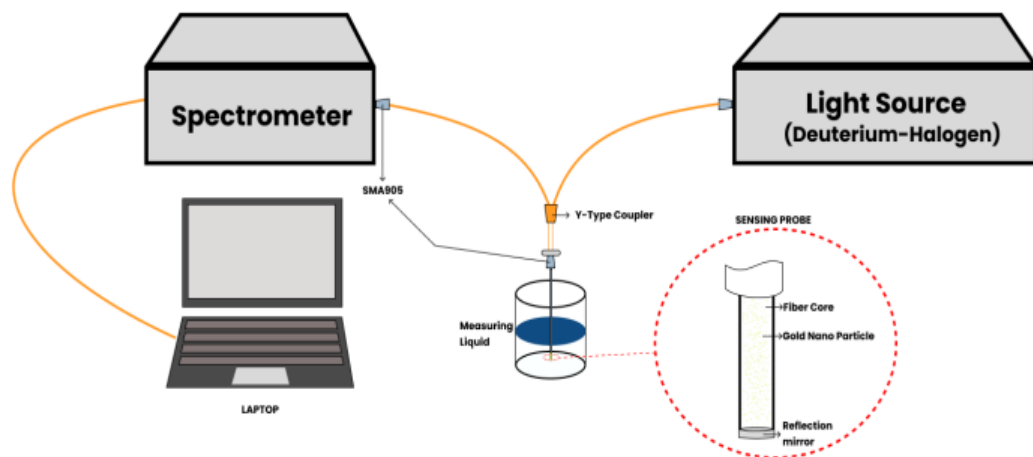 Spectrometer
Light Source
(Deuterium-Halogen)
SMA905
Y-Type Coupler
SENSING PROBE
Fiber Core
Gold Nano Particle
Measuring
Liquid
Reflection
mirror
LAPTOP